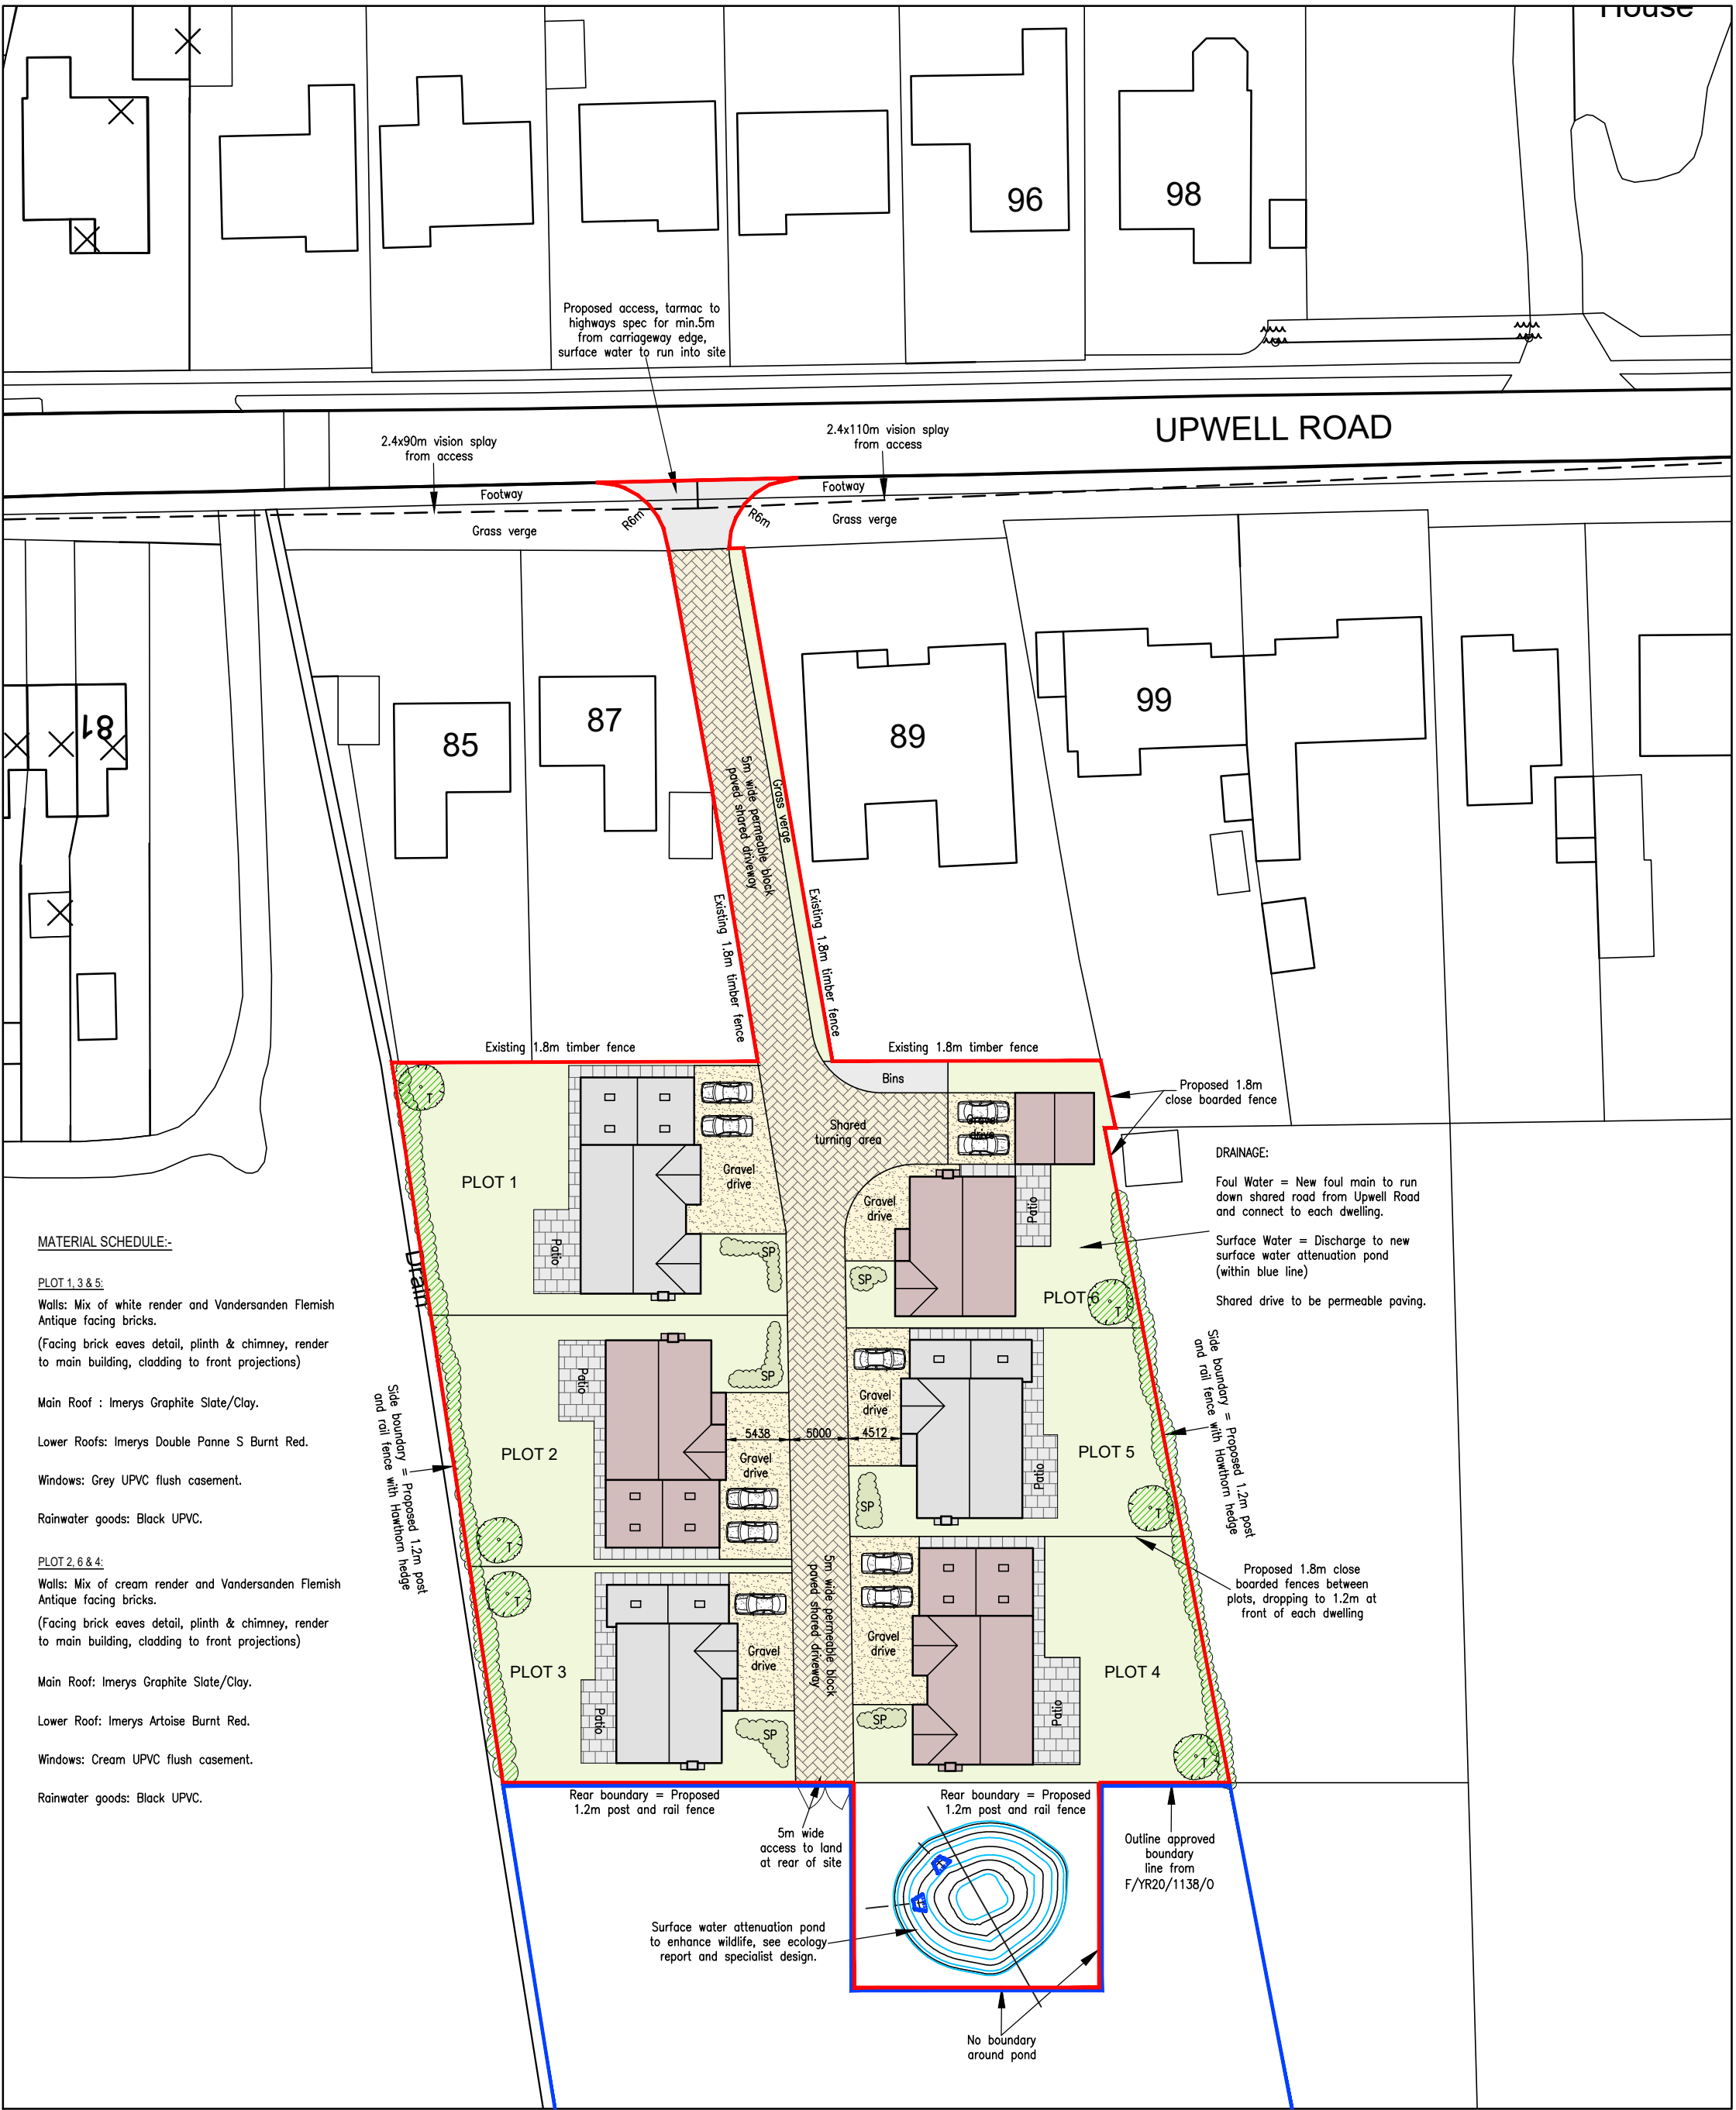 House
96
98
Proposed access, tarmac to
highways spec for min.5m
from carriageway edge,
surface water to run into site
UPWELL ROAD
2.4x90m vision splay
from access
2.4x110m vision splay
from access
Footway
Footway
R6m
R6m
Grass verge
Grass verge
81
85
87
89
99
5m wide permeable block
paved shared driveway
Grass verge
Existing 1.8m timber fence
Existing 1.8m timber fence
Existing 1.8m timber fence
Existing 1.8m timber fence
Bins
Proposed 1.8m
close boarded fence
T
Shared
turning area
Gravel
drive
DRAINAGE:
Foul Water = New foul main to run
down shared road from Upwell Road
and connect to each dwelling.
Surface Water = Discharge to new
surface water attenuation pond
(within blue line)
Shared drive to be permeable paving.
PLOT 1
Gravel
drive
Gravel
drive
Patio
Patio
SP
SP
PLOT 6
T
Drain
MATERIAL SCHEDULE:-
PLOT 1, 3 & 5:
Walls: Mix of white render and Vandersanden Flemish
Antique facing bricks.
(Facing brick eaves detail, plinth & chimney, render
to main building, cladding to front projections)
Main Roof : Imerys Graphite Slate/Clay.
Lower Roofs: Imerys Double Panne S Burnt Red.
Windows: Grey UPVC flush casement.
Rainwater goods: Black UPVC.
PLOT 2, 6 & 4:
Walls: Mix of cream render and Vandersanden Flemish
Antique facing bricks.
(Facing brick eaves detail, plinth & chimney, render
to main building, cladding to front projections)
Main Roof: Imerys Graphite Slate/Clay.
Lower Roof: Imerys Artoise Burnt Red.
Windows: Cream UPVC flush casement.
Rainwater goods: Black UPVC.
Side boundary = Proposed 1.2m post
and rail fence with Hawthorn hedge
Side boundary = Proposed 1.2m post
and rail fence with Hawthorn hedge
Patio
SP
Gravel
drive
PLOT 2
5438
5000
4512
Gravel
drive
PLOT 5
Patio
SP
T
T
T
Proposed 1.8m close
boarded fences between
plots, dropping to 1.2m at
front of each dwelling
5m wide permeable block
paved shared driveway
PLOT 3
Gravel
drive
Gravel
drive
PLOT 4
Patio
SP
SP
Patio
T
Rear boundary = Proposed
1.2m post and rail fence
Rear boundary = Proposed
1.2m post and rail fence
5m wide
access to land
at rear of site
Outline approved
boundary
line from
F/YR20/1138/O
Surface water attenuation pond
to enhance wildlife, see ecology
report and specialist design.
No boundary
around pond